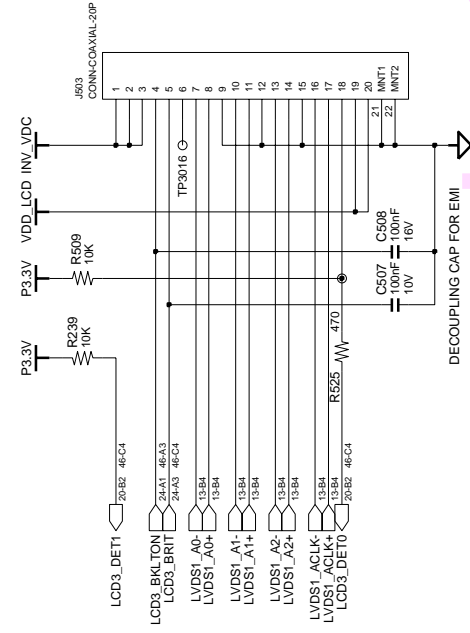 J503
CONN-COAXIAL-20P
1
2
3
4
5
6
7
8
9
10
11
12
13
14
15
16
17
18
19
20
21 MNT1
22 MNT2
INV_VDC
VDD_LCD
P3.3V
P3.3V
TP3016
R509
10K
R239
10K
C508
100nF
16V
C507
100nF
10V
DECOUPLING CAP FOR EMI
470
R525
LCD3_DET1 20-B2 46-C4
LCD3_BKLTON 24-A1 46-A3
LCD3_BRIT 24-A3 46-C4
LVDS1_A0- 13-B4
LVDS1_A0+ 13-B4
LVDS1_A1- 13-B4
LVDS1_A1+ 13-B4
LVDS1_A2- 13-B4
LVDS1_A2+ 13-B4
LVDS1_ACLK- 13-B4
LVDS1_ACLK+ 13-B4
LCD3_DET0 20-B2 46-C4